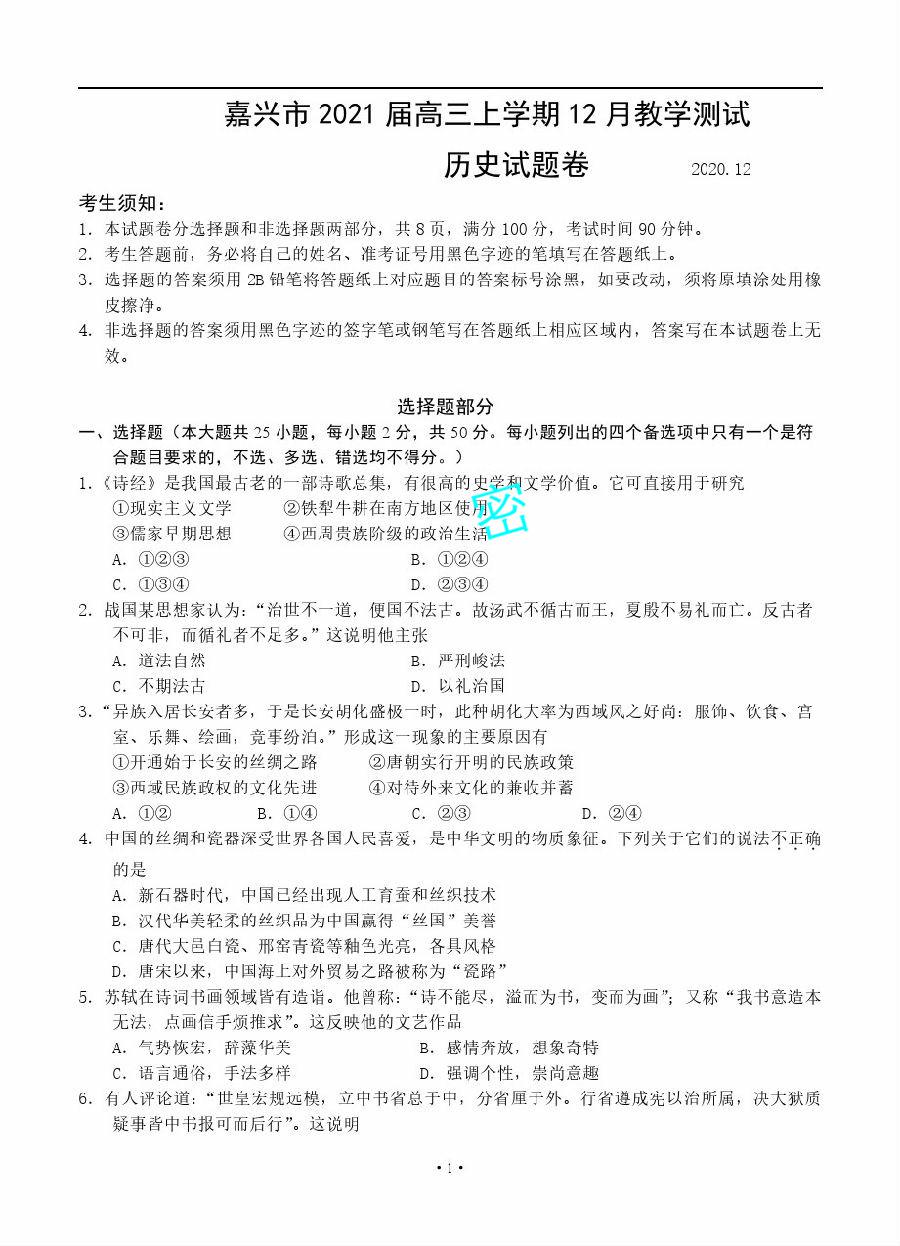 嘉兴市 2021 届高三上学期 12 月教学测试
历史试题卷 2020.12
考生须知：
1. 本试题卷分选择题和非选择题两部分，共 8 页，满分 100 分，考试时间 90 分钟。
2. 考生答题前，务必将自己的姓名、准考证号用黑色字迹的笔填写在答题纸上。
3. 选择题的答案须用 2B 铅笔将答题纸上对应题目的答案标号涂黑，如要改动，须将原填涂处用橡
皮擦净。
4. 非选择题的答案须用黑色字迹的签字笔或钢笔写在答题纸上相应区域内，答案写在本试题卷上无
效。
选择题部分
一、选择题（本大题共 25 小题，每小题 2 分，共 50 分。每小题列出的四个备选项中只有一个是符
合题目要求的，不选、多选、错选均不得分。）
1.《诗经》是我国最古老的一部诗歌总集，有很高的史学和文学价值。它可直接用于研究
①现实主义文学 ②铁犁牛耕在南方地区使用
③儒家早期思想 ④西周贵族阶级的政治生活
密
A. ①②③ B. ①②④
C. ①③④ D. ②③④
2. 战国某思想家认为：“治世不一道，便国不法古。故汤武不循古而王，夏殷不易礼而亡。反古者
不可非，而循礼者不足多。”这说明他主张
A. 道法自然 B. 严刑峻法
C. 不期法古 D. 以礼治国
3. “异族入居长安者多，于是长安胡化盛极一时，此种胡化大率为西域风之好尚：服饰、饮食、宫
室、乐舞、绘画，竞事纷泊。”形成这一现象的主要原因有
①开通始于长安的丝绸之路 ②唐朝实行开明的民族政策
③西域民族政权的文化先进 ④对待外来文化的兼收并蓄
A. ①② B. ①④ C. ②③ D. ②④
4. 中国的丝绸和瓷器深受世界各国人民喜爱，是中华文明的物质象征。下列关于它们的说法不正确
的是
A. 新石器时代，中国已经出现人工育蚕和丝织技术
B. 汉代华美轻柔的丝织品为中国赢得“丝国”美誉
C. 唐代大邑白瓷、邢窑青瓷等釉色光亮，各具风格
D. 唐宋以来，中国海上对外贸易之路被称为“瓷路”
5. 苏轼在诗词书画领域皆有造诣。他曾称：“诗不能尽，溢而为书，变而为画”；又称“我书意造本
无法，点画信手烦推求”。这反映他的文艺作品
A. 气势恢宏，辞藻华美 B. 感情奔放，想象奇特
C. 语言通俗，手法多样 D. 强调个性，崇尚意趣
6. 有人评论道：“世皇宏规远模，立中书省总于中，分省厘于外。行省遵成宪以治所属，决大狱质
疑事皆中书报可而后行”。这说明
·1·